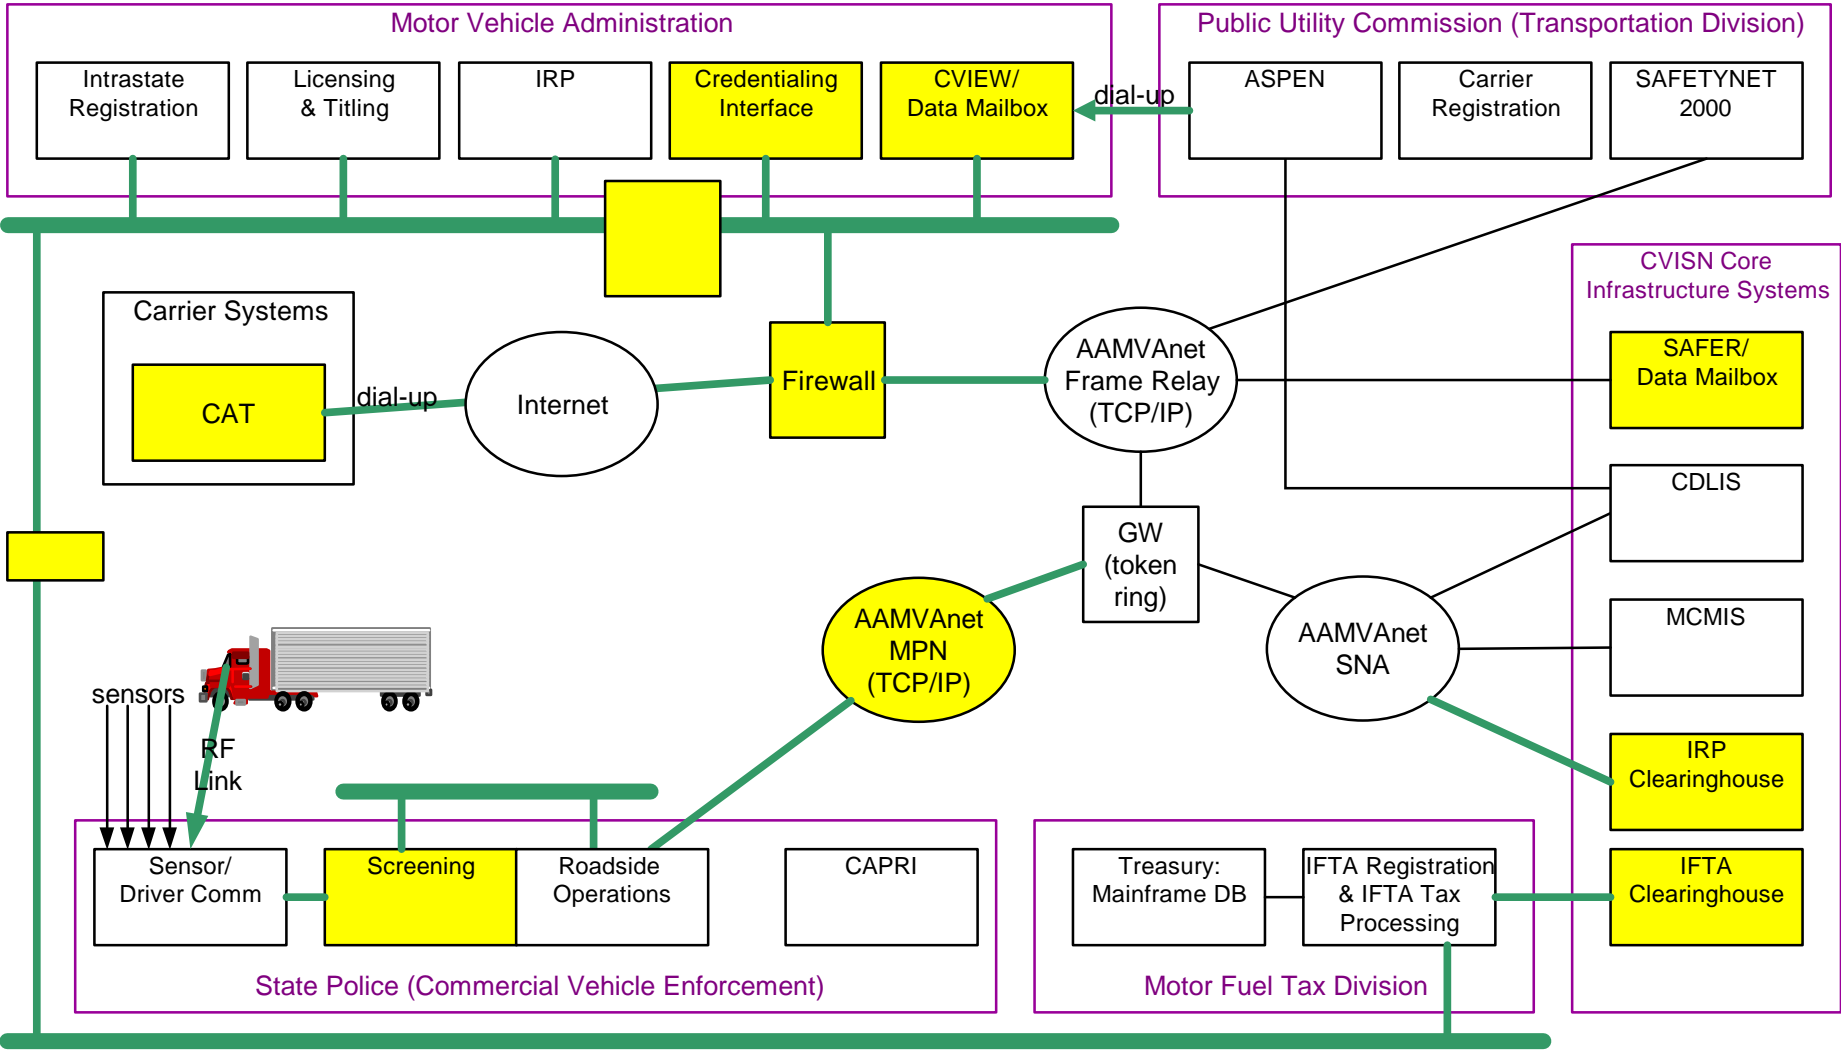 Motor Vehicle Administration
Public Utility Commission (Transportation Division)
Intrastate
Registration
Licensing
& Titling
IRP
Credentialing
Interface
CVIEW/
Data Mailbox
dial-up
ASPEN
Carrier
Registration
SAFETYNET
2000
CVISN Core
Infrastructure Systems
Carrier Systems
CAT
dial-up
Internet
Firewall
AAMVAnet
Frame Relay
(TCP/IP)
SAFER/
Data Mailbox
CDLIS
GW
(token
ring)
AAMVAnet
MPN
(TCP/IP)
AAMVAnet
SNA
MCMIS
sensors
RF
Link
IRP
Clearinghouse
Sensor/
Driver Comm
Screening
Roadside
Operations
CAPRI
Treasury:
Mainframe DB
IFTA Registration
& IFTA Tax
Processing
IFTA
Clearinghouse
State Police (Commercial Vehicle Enforcement)
Motor Fuel Tax Division